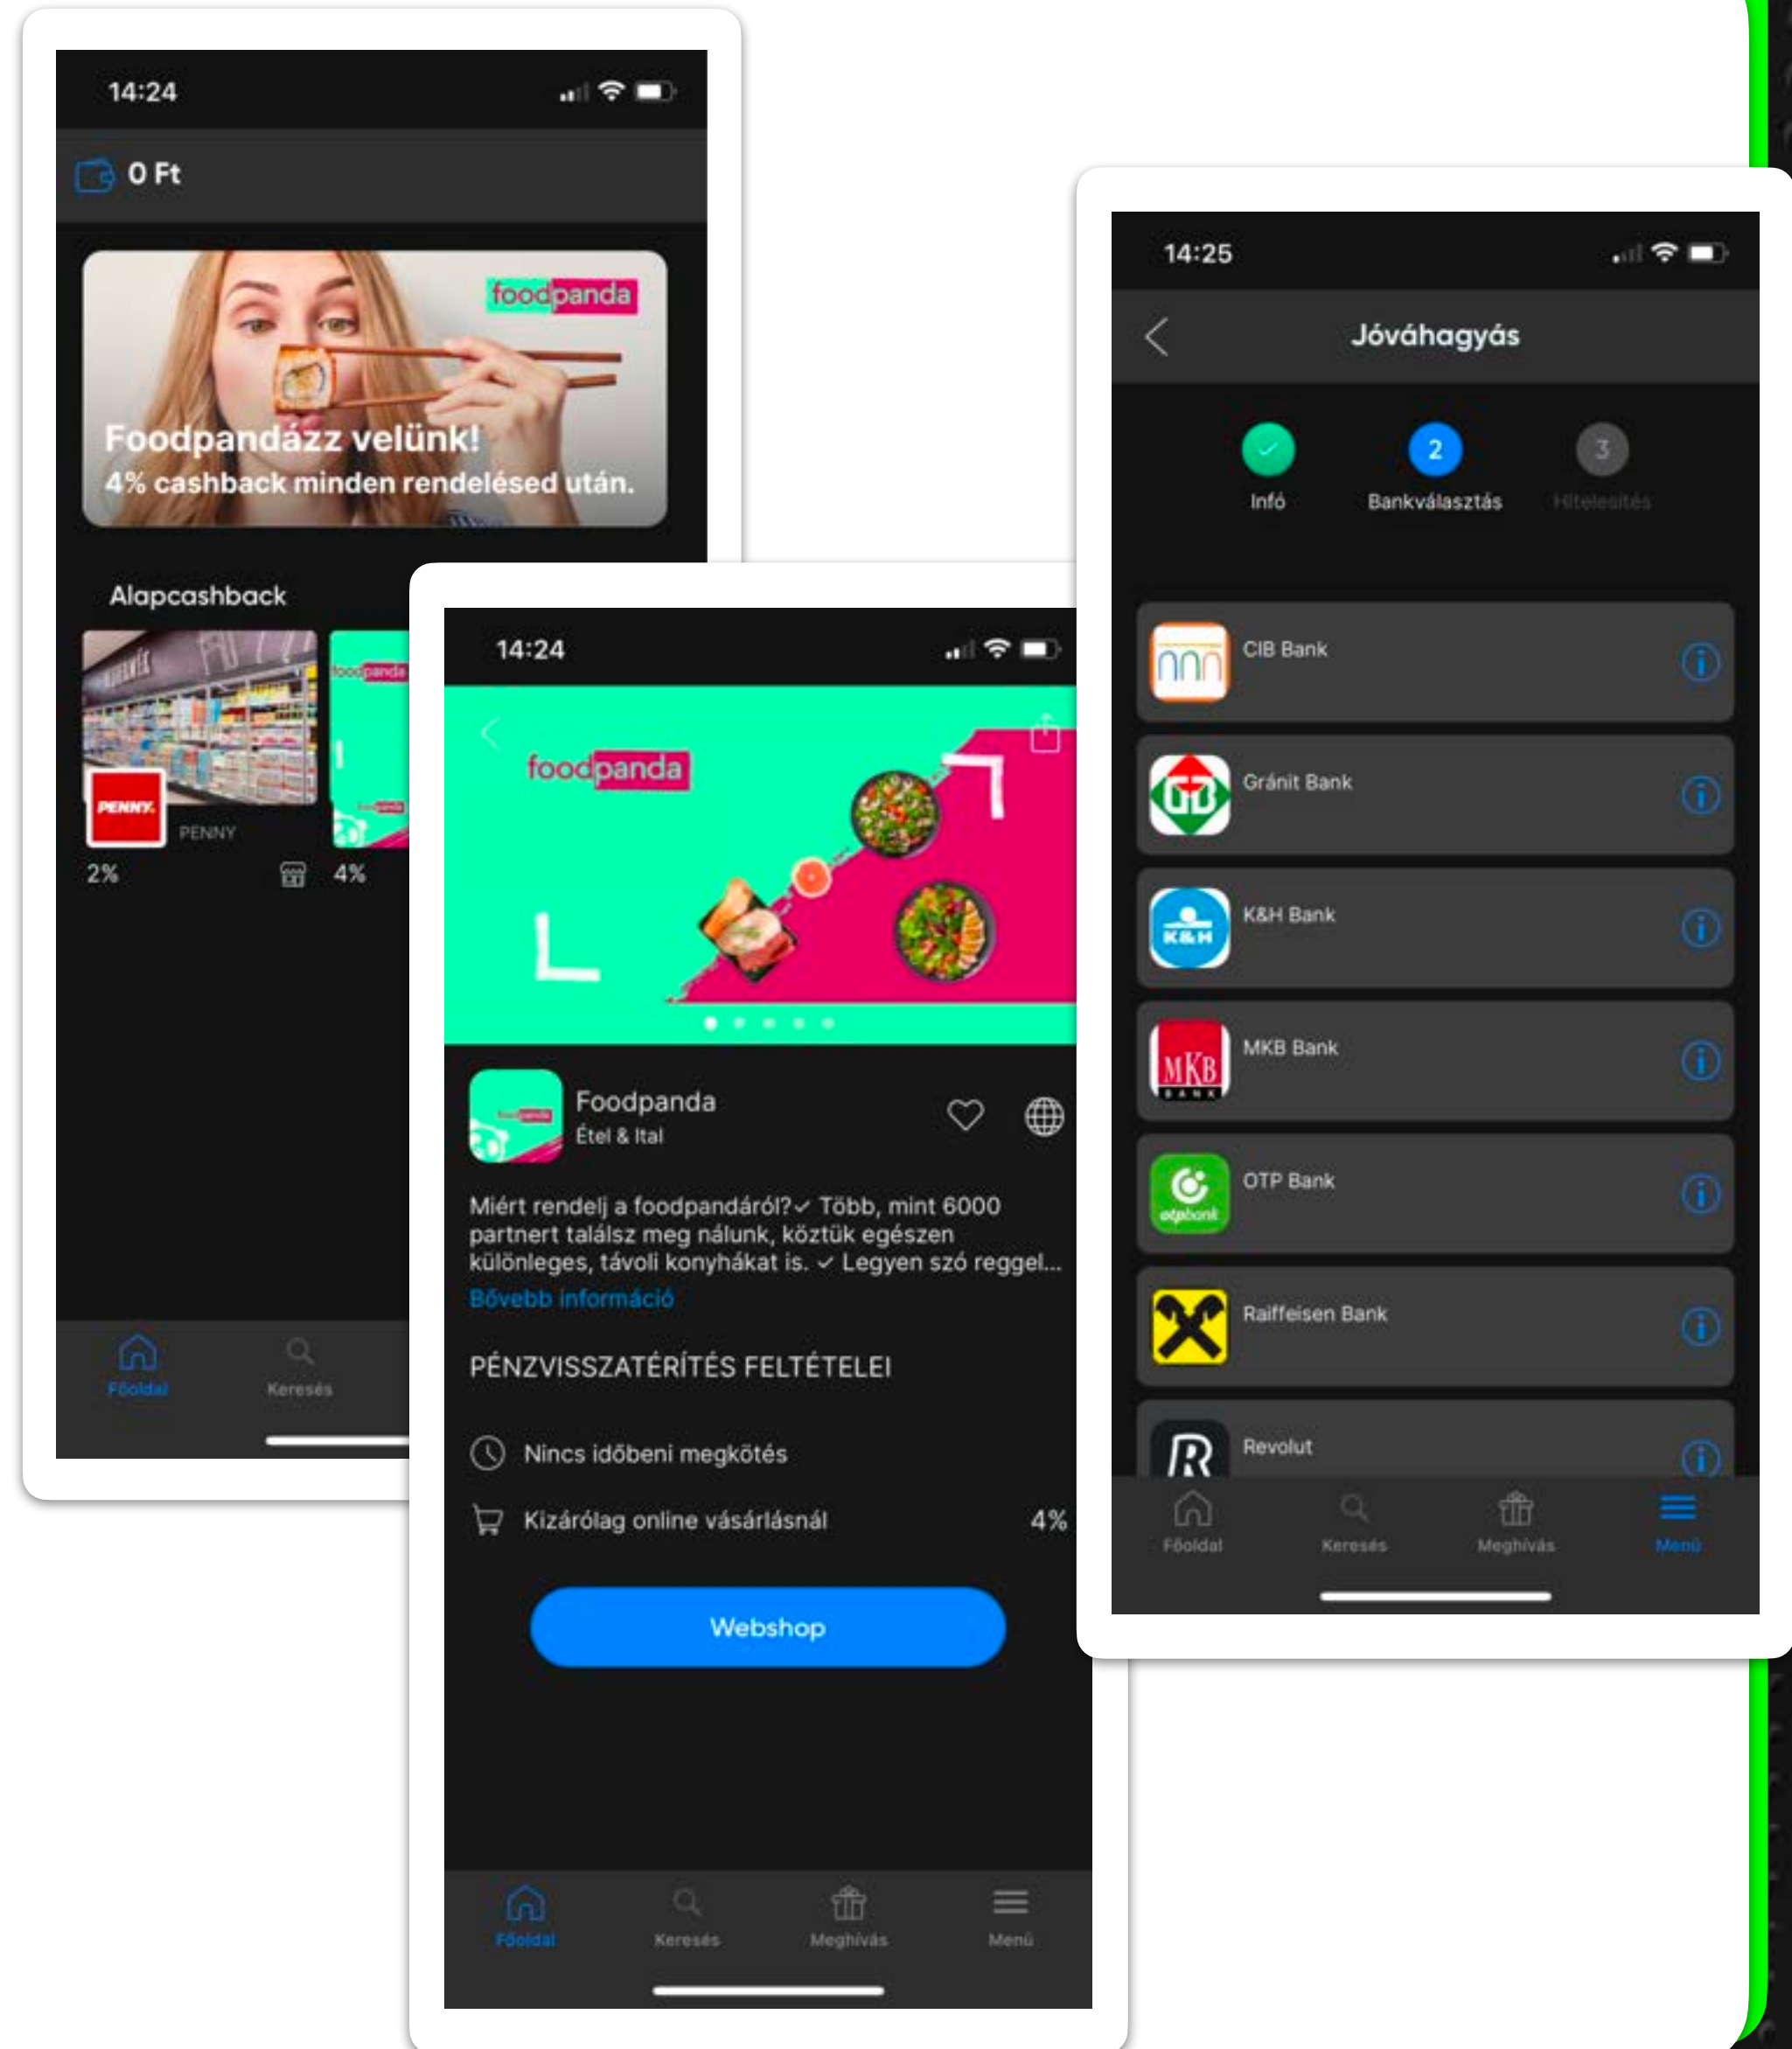 14:24
0 Ft
foodpanda
Foodpandázz velünk!
4% cashback minden rendelésed után.
Alapcashback
foodpanda
PENNY.
PENNY
2%
4%
Főoldal
Keresés
14:24
foodpanda
Foodpanda
Étel & Ital
Miért rendelj a foodpandáról?✓ Több, mint 6000
partnert találsz meg nálunk, köztük egészen
különleges, távoli konyhákat is. ✓ Legyen szó reggel...
Bővebb információ
PÉNZVISSZATÉRÍTÉS FELTÉTELEI
Nincs időbeni megkötés
Kizárólag online vásárlásnál 4%
Webshop
Főoldal Keresés Meghívás Menü
14:25
Jóváhagyás
2 3
Infó Bankválasztás Hitelesítés
CIB Bank
GB
Gránit Bank
K&H
K&H Bank
MKB
BANK
MKB Bank
otpbank
OTP Bank
Raiffeisen Bank
R
Revolut
Főoldal Keresés Meghívás Menü